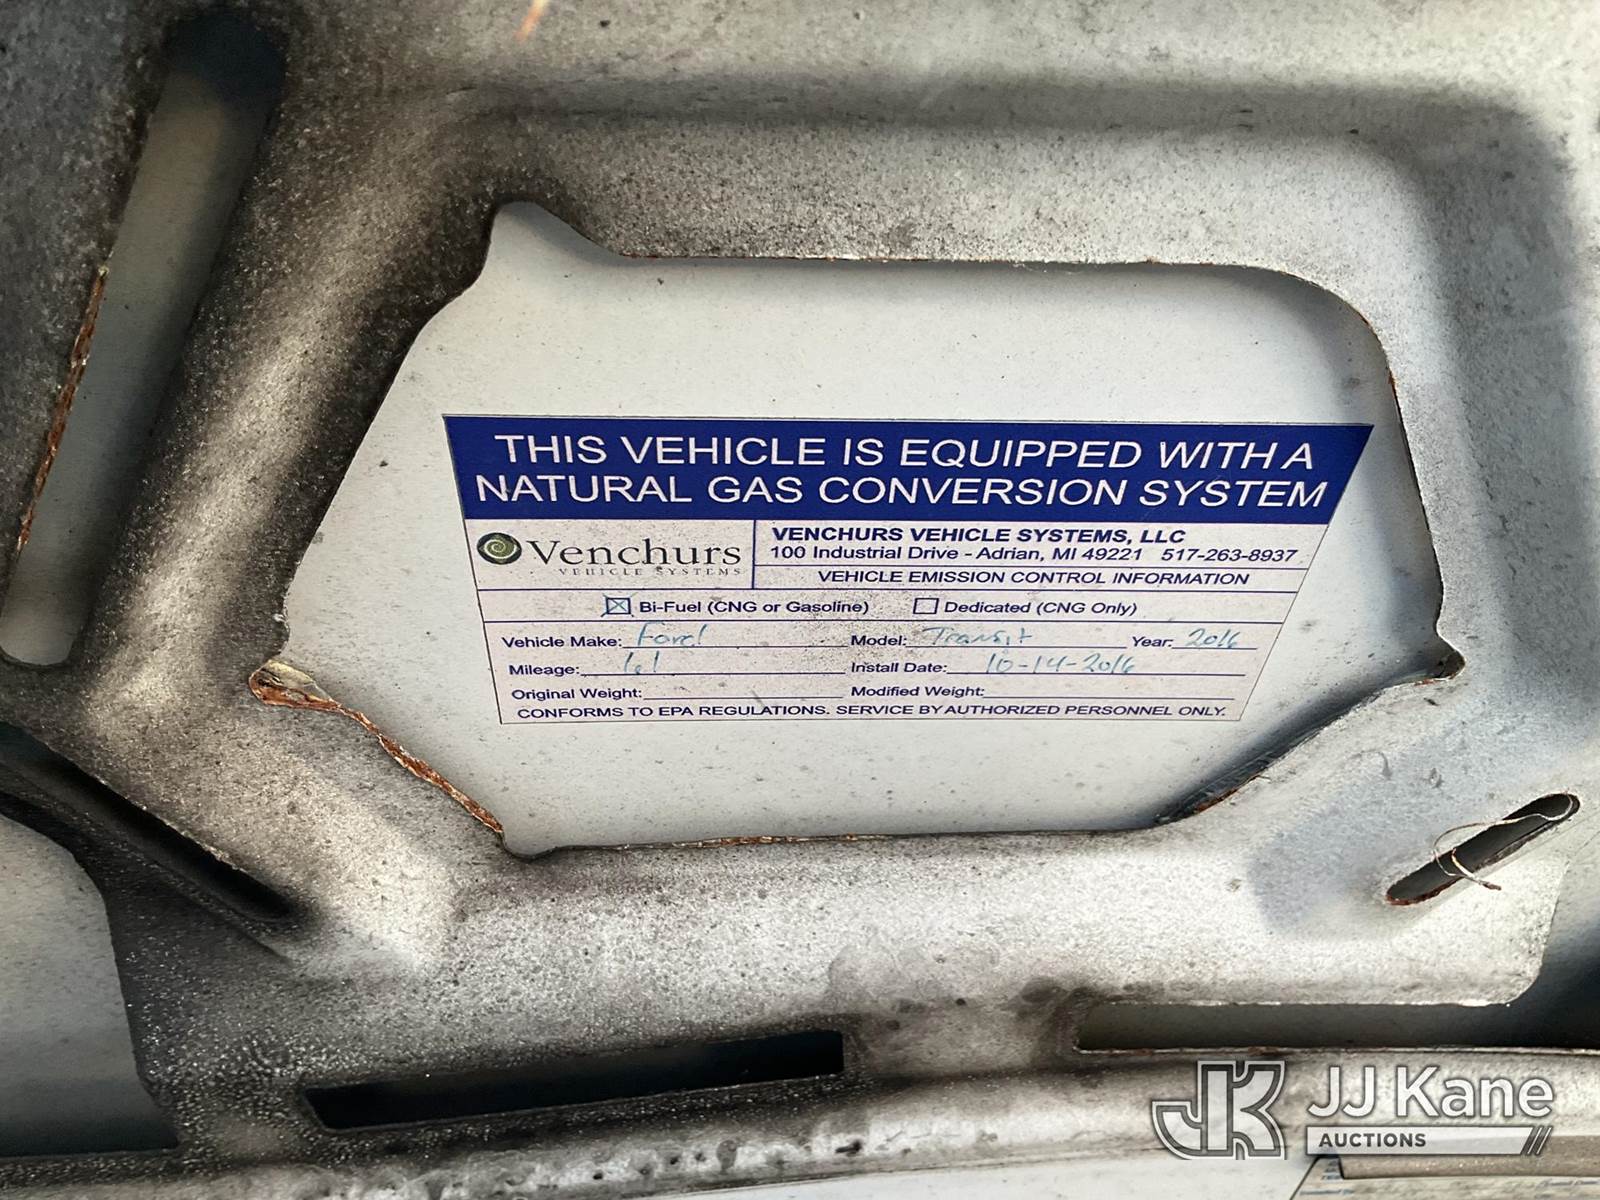 THIS VEHICLE IS EQUIPPED WITH A
NATURAL GAS CONVERSION SYSTEM
Venchurs
VEHICLE SYSTEMS
VENCHURS VEHICLE SYSTEMS, LLC
100 Industrial Drive - Adrian, MI 49221 517-263-8937
VEHICLE EMISSION CONTROL INFORMATION
Bi-Fuel (CNG or Gasoline) Dedicated (CNG Only)
Vehicle Make: Ford Model: Transit Year: 2016
Mileage: 161 Install Date: 10-14-2016
Original Weight: Modified Weight:
CONFORMS TO EPA REGULATIONS. SERVICE BY AUTHORIZED PERSONNEL ONLY.
JK JJ Kane
AUCTIONS